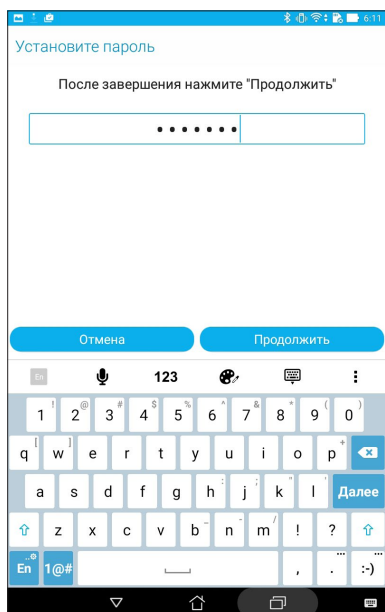 6:11
Установите пароль
После завершения нажмите "Продолжить"
•••••••
Отмена
Продолжить
En
123
1 ! 2 @ 3 # 4 $ 5 % 6 ^ 7 & 8 * 9 ( 0 )
q [ w ] e r t y u i o p +
a s d f g h : j ; k " l ' Далее
z x c v b _ n - m / ! ?
En 1@# , . :-)